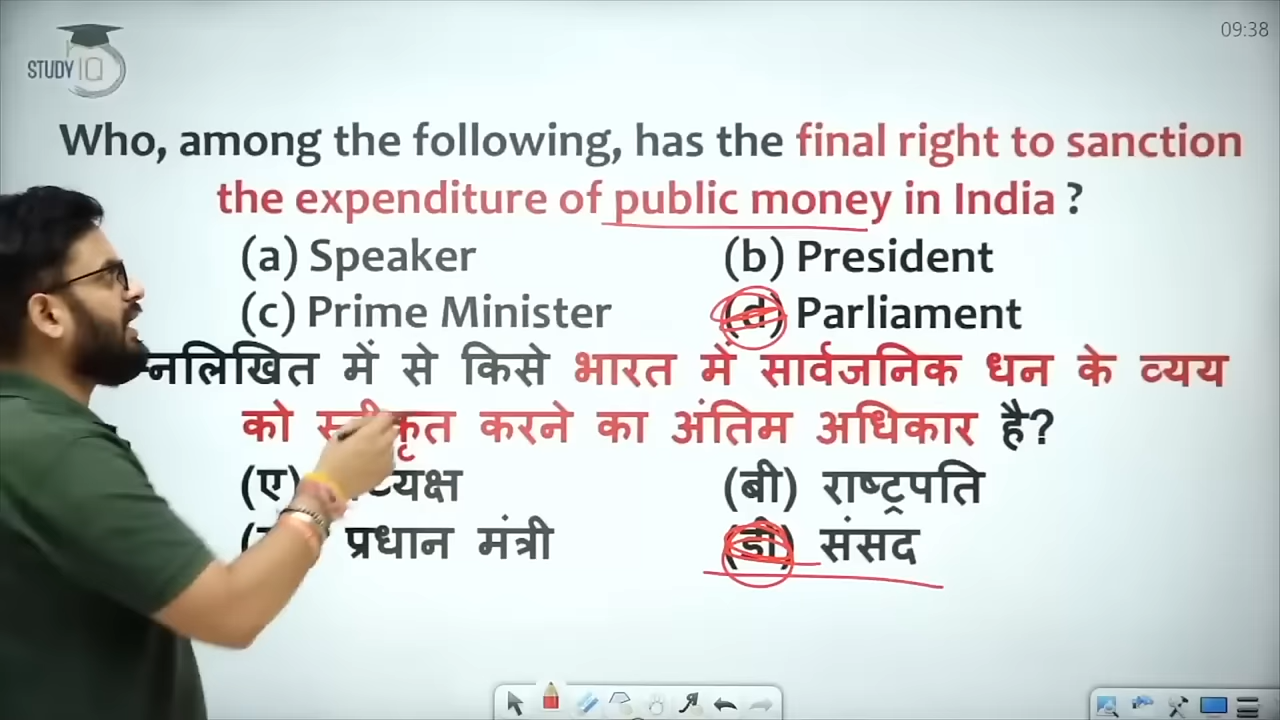 STUDY IQ
09:38
Who, among the following, has the final right to sanction
the expenditure of public money in India ?
(a) Speaker (b) President
(c) Prime Minister (d) Parliament
में से किसे भारत में सार्वजनिक धन के व्यय
को करने का अंतिम अधिकार है?
(ए) (बी) राष्ट्रपति
प्रधान मंत्री (डी) संसद